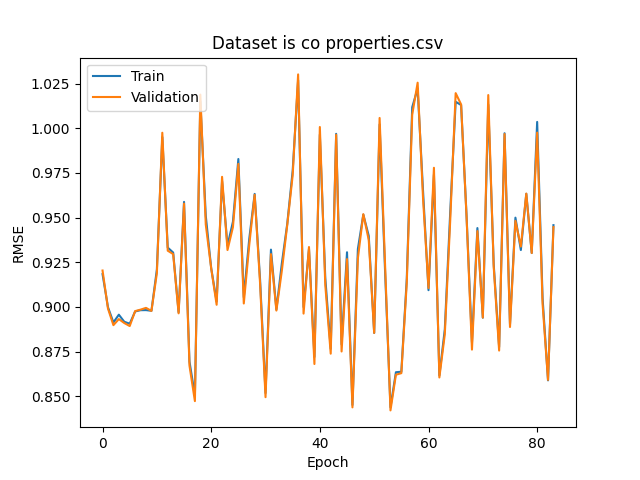 Dataset is co properties.csv
Train
Validation
1.025
1.000
0.975
0.950
0.925
0.900
0.875
0.850
RMSE
0 20 40 60 80
Epoch